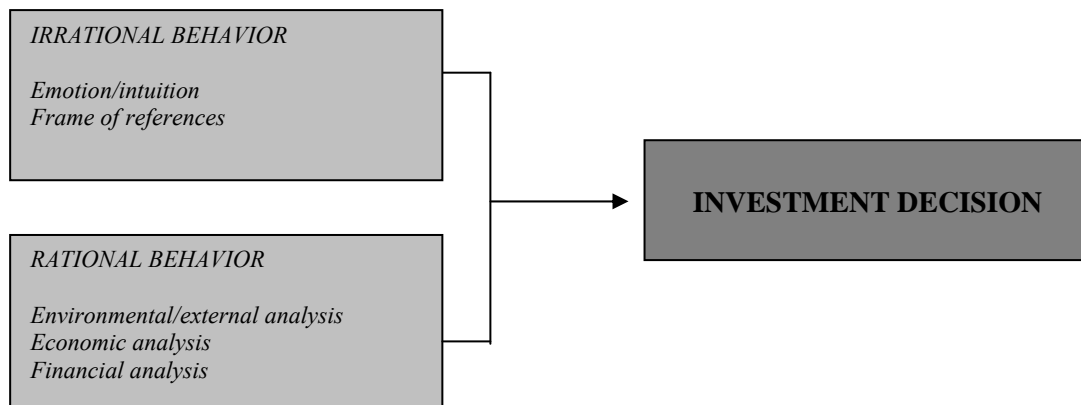 IRRATIONAL BEHAVIOR
Emotion/intuition
Frame of references
INVESTMENT DECISION
RATIONAL BEHAVIOR
Environmental/external analysis
Economic analysis
Financial analysis